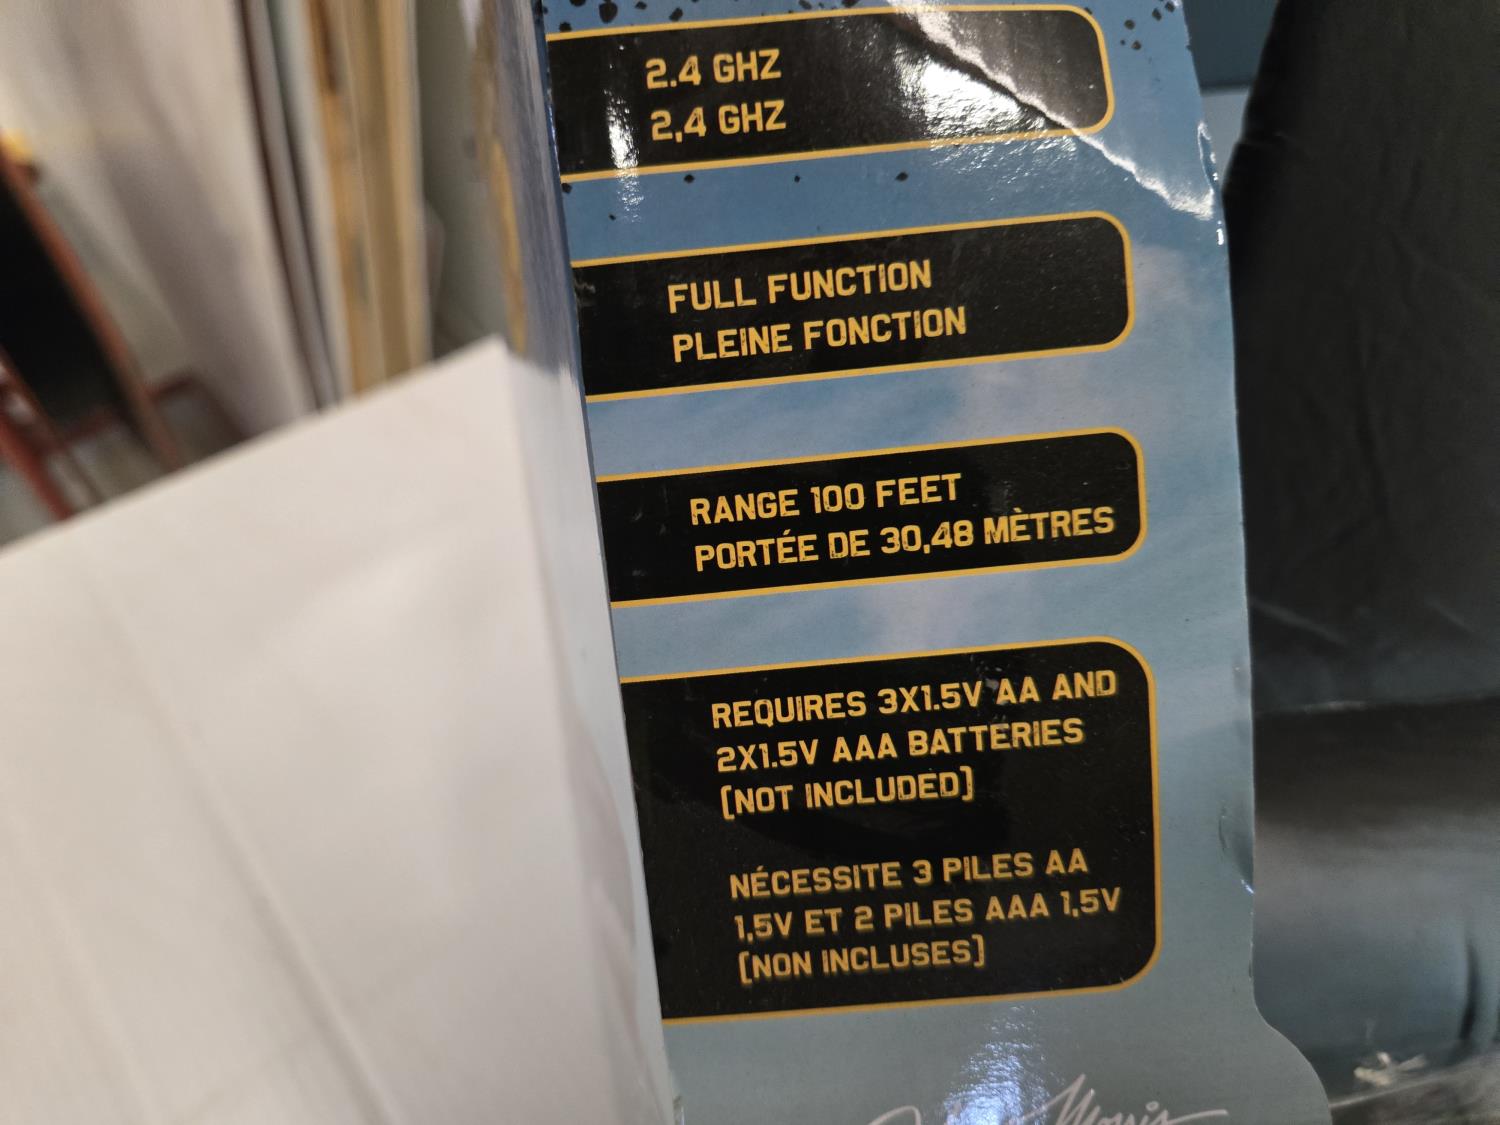 2.4 GHZ
2,4 GHZ
FULL FUNCTION
PLEINE FONCTION
RANGE 100 FEET
PORTÉE DE 30,48 MÈTRES
REQUIRES 3X1.5V AA AND
2X1.5V AAA BATTERIES
[NOT INCLUDED]
NÉCESSITE 3 PILES AA
1,5V ET 2 PILES AAA 1,5V
[NON INCLUSES]
Morris